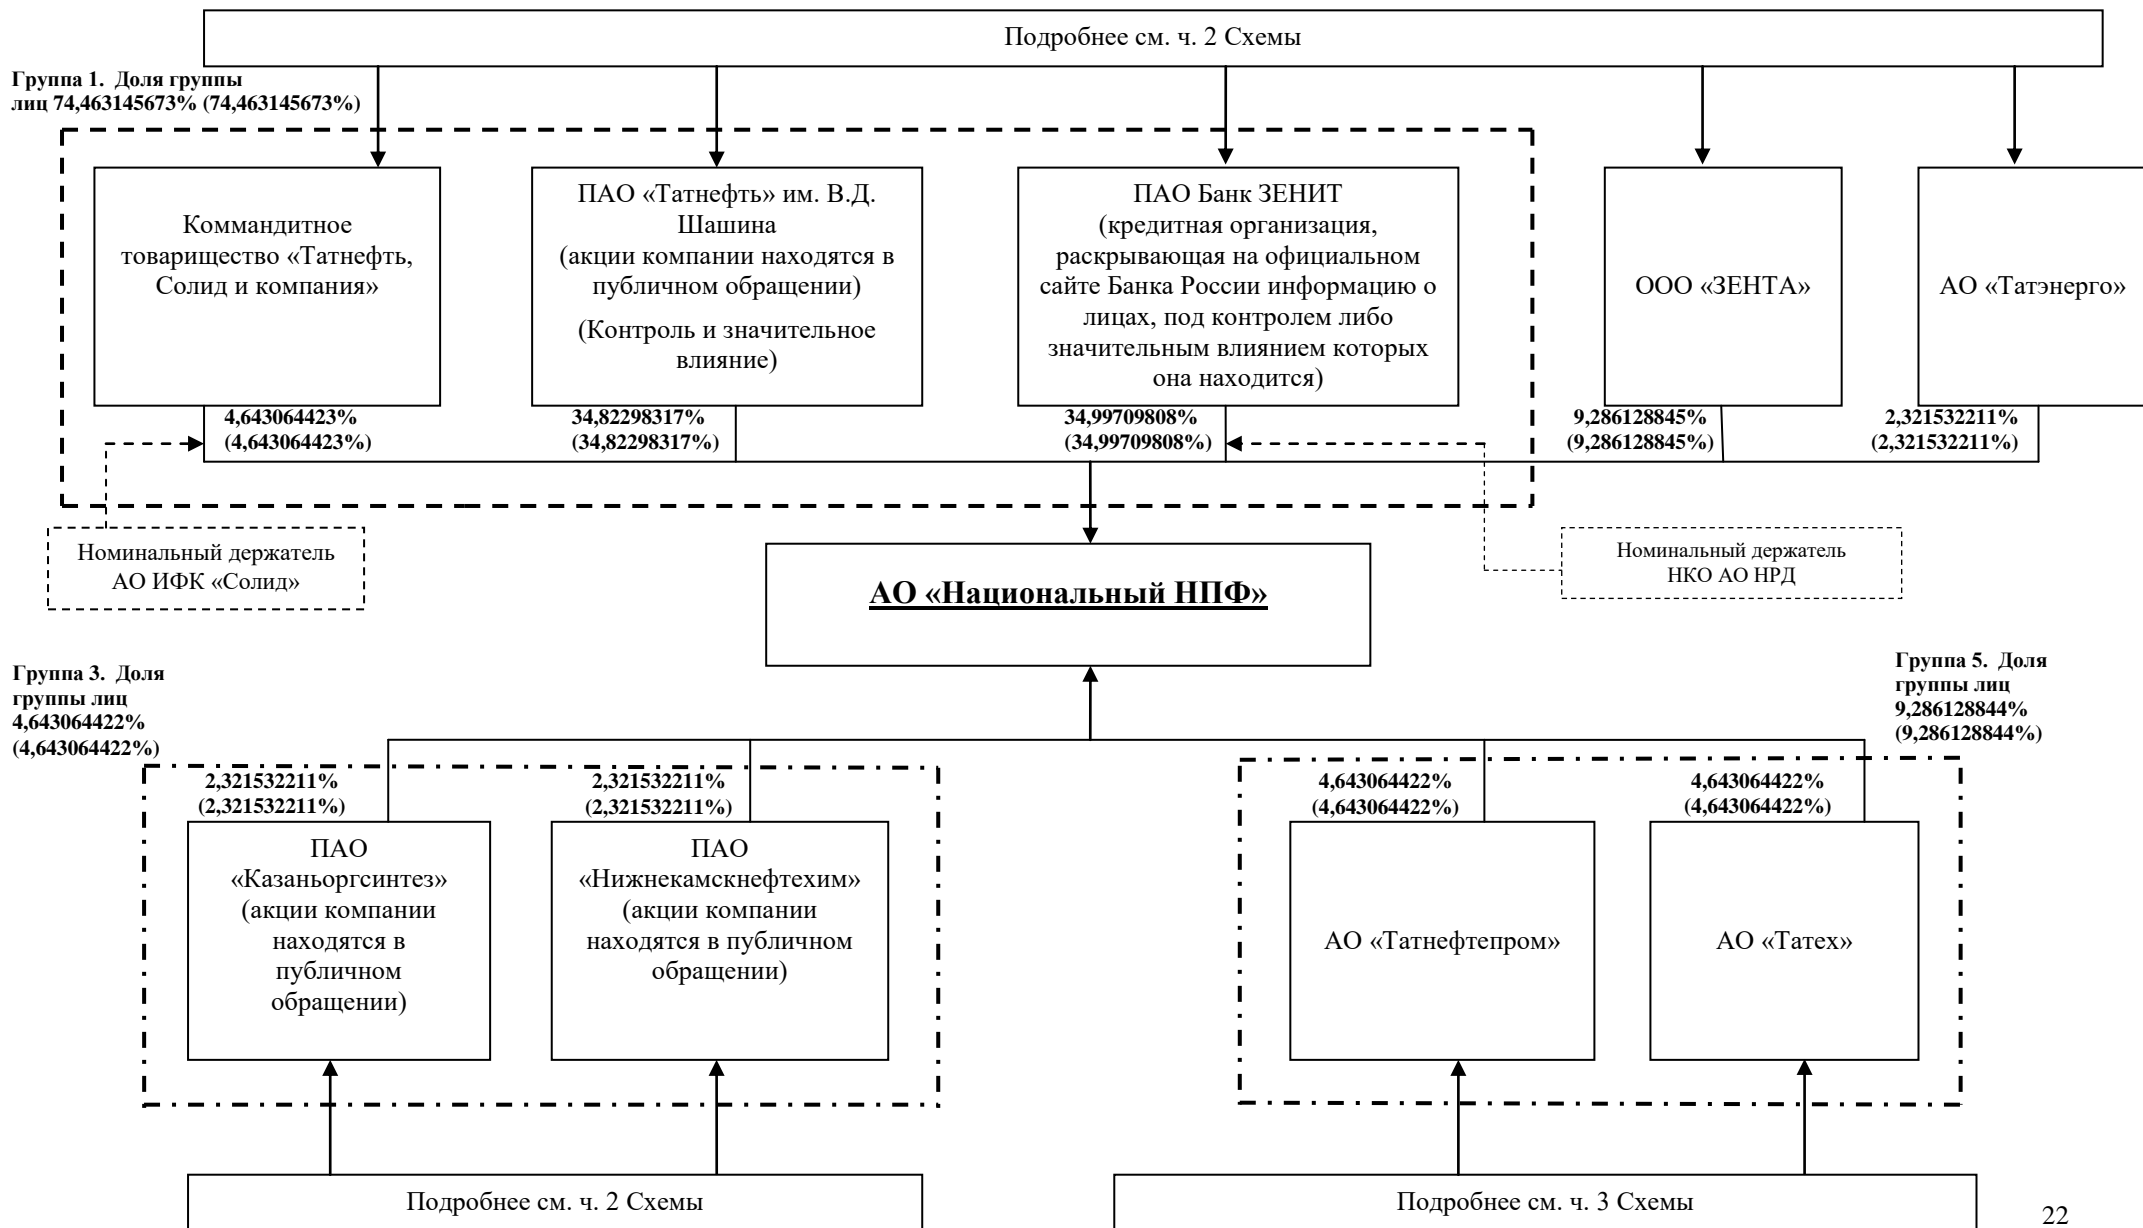 Подробнее см. ч. 2 Схемы
Группа 1. Доля группы
лиц 74,463145673% (74,463145673%)
Коммандитное
товарищество «Татнефть,
Солид и компания»
ПАО «Татнефть» им. В.Д.
Шашина
(акции компании находятся в
публичном обращении)
(Контроль и значительное
влияние)
ПАО Банк ЗЕНИТ
(кредитная организация,
раскрывающая на официальном
сайте Банка России информацию о
лицах, под контролем либо
значительным влиянием которых
она находится)
ООО «ЗЕНТА»
АО «Татэнерго»
4,643064423%
(4,643064423%)
34,82298317%
(34,82298317%)
34,99709808%
(34,99709808%)
9,286128845%
(9,286128845%)
2,321532211%
(2,321532211%)
Номинальный держатель
АО ИФК «Солид»
АО «Национальный НПФ»
Номинальный держатель
НКО АО НРД
Группа 3. Доля
группы лиц
4,643064422%
(4,643064422%)
Группа 5. Доля
группы лиц
9,286128844%
(9,286128844%)
2,321532211%
(2,321532211%)
2,321532211%
(2,321532211%)
4,643064422%
(4,643064422%)
4,643064422%
(4,643064422%)
ПАО
«Казаньоргсинтез»
(акции компании
находятся в
публичном
обращении)
ПАО
«Нижнекамскнефтехим»
(акции компании
находятся в публичном
обращении)
АО «Татнефтепром»
АО «Татех»
Подробнее см. ч. 2 Схемы
Подробнее см. ч. 3 Схемы
22